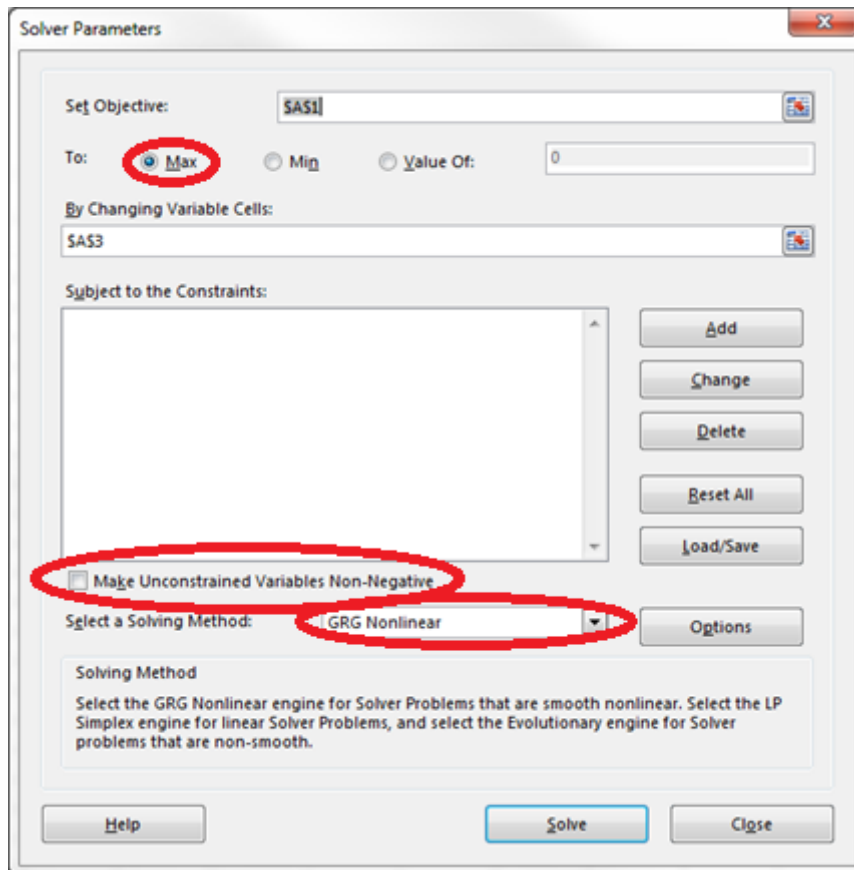 Solver Parameters
Set Objective: $A$1
To: Max Min Value Of: 0
By Changing Variable Cells:
$A$3
Subject to the Constraints:
Add
Change
Delete
Reset All
Load/Save
Make Unconstrained Variables Non-Negative
Select a Solving Method: GRG Nonlinear Options
Solving Method
Select the GRG Nonlinear engine for Solver Problems that are smooth nonlinear. Select the LP
Simplex engine for linear Solver Problems, and select the Evolutionary engine for Solver
problems that are non-smooth.
Help Solve Close